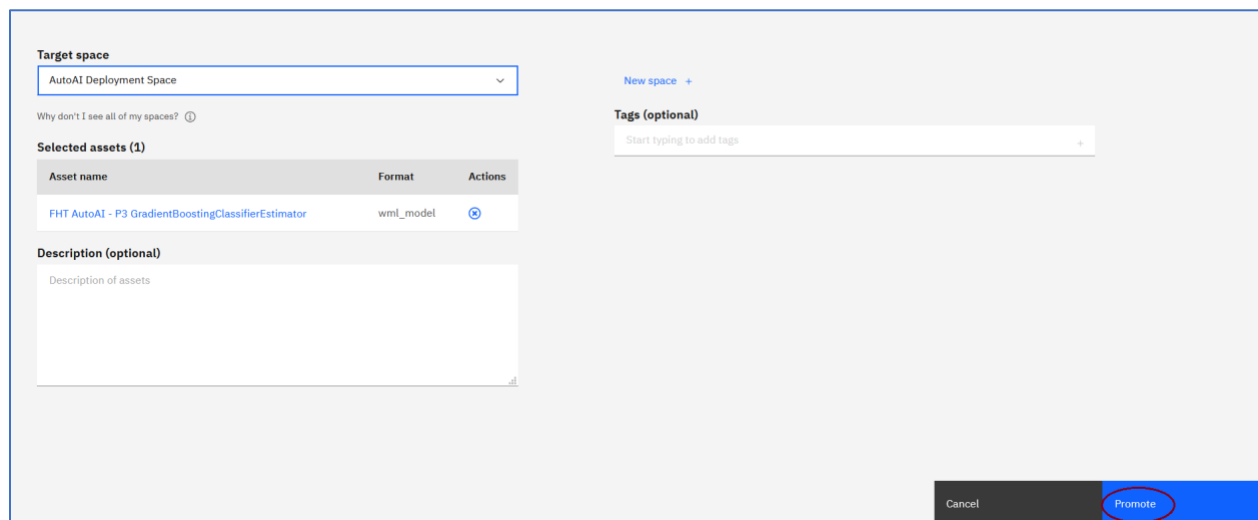 Target space
AutoAI Deployment Space
New space +
Why don't I see all of my spaces?
Tags (optional)
Start typing to add tags +
Selected assets (1)
Asset name Format Actions
FHT AutoAI - P3 GradientBoostingClassifierEstimator wml_model
Description (optional)
Description of assets
Cancel Promote